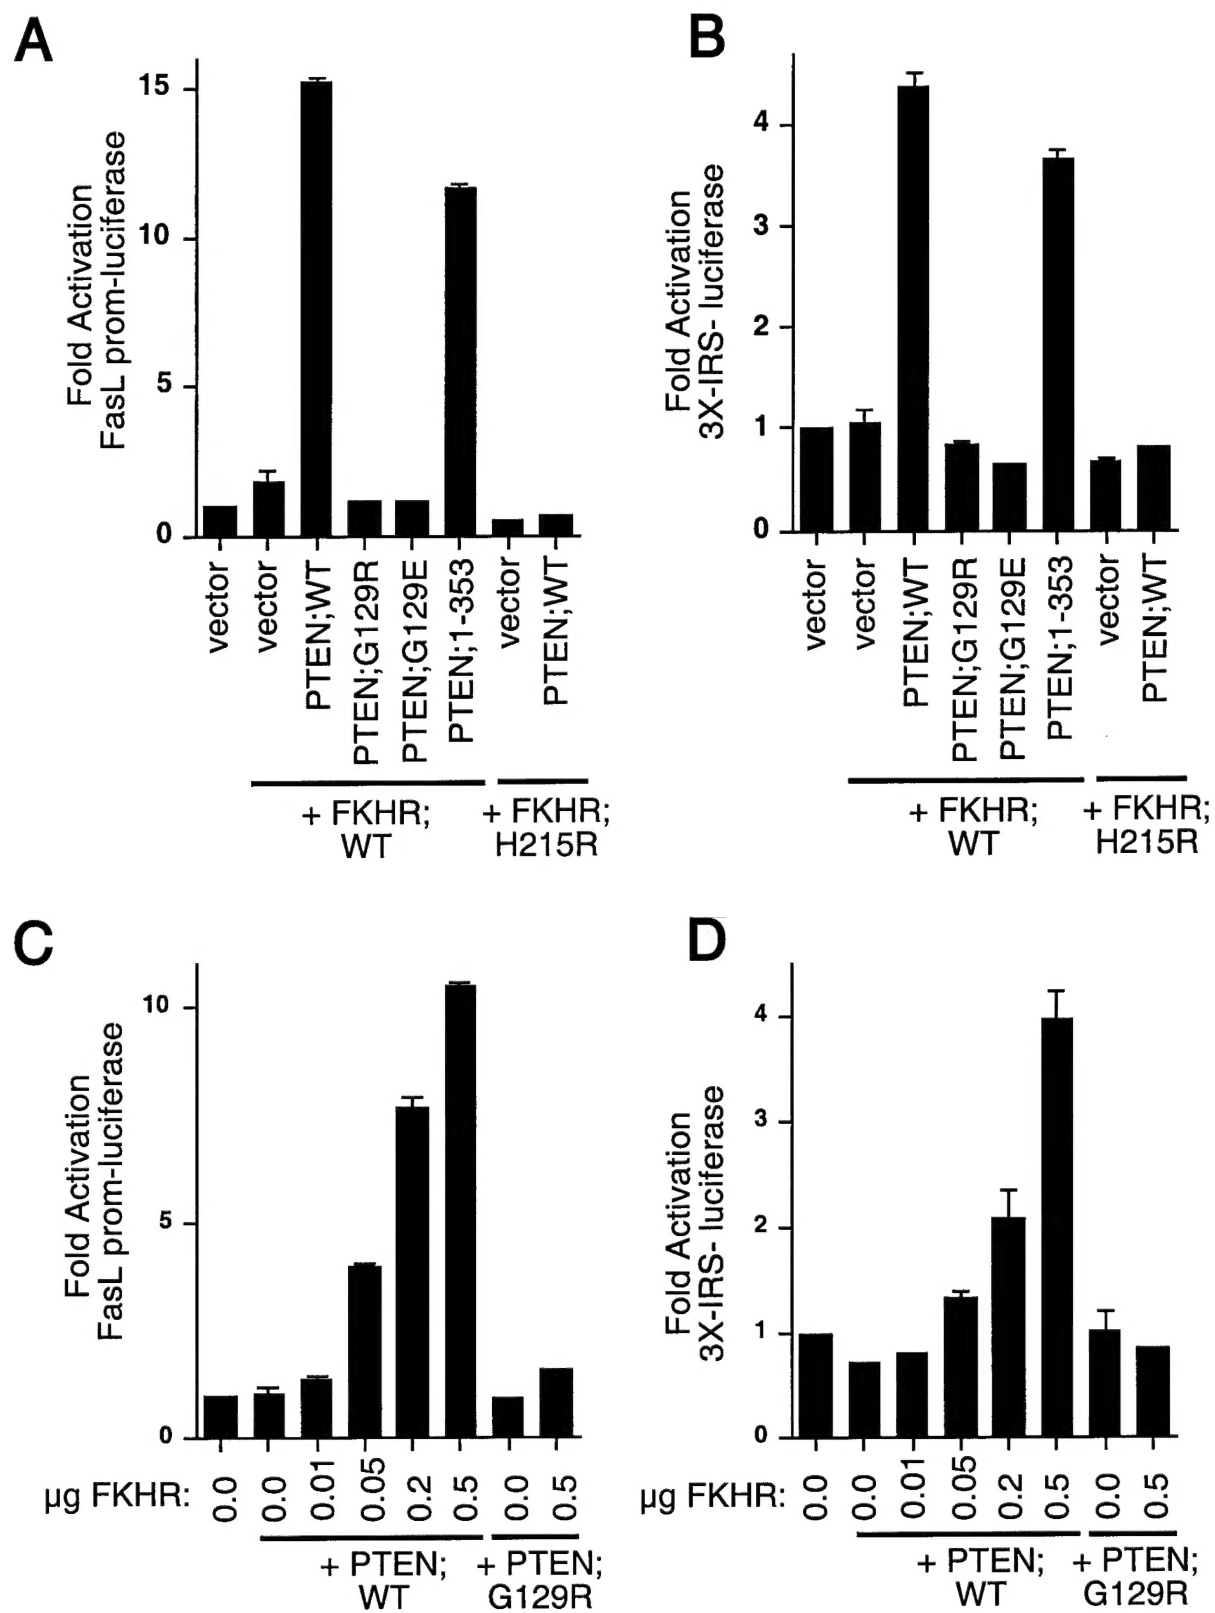 A
Fold Activation
FasL prom-luciferase
15
10
5
0
vector
vector
PTEN;WT
PTEN;G129R
PTEN;G129E
PTEN;1-353
vector
PTEN;WT
+ FKHR;
WT
+ FKHR;
H215R
B
Fold Activation
3X-IRS- luciferase
4
3
2
1
0
vector
vector
PTEN;WT
PTEN;G129R
PTEN;G129E
PTEN;1-353
vector
PTEN;WT
+ FKHR;
WT
+ FKHR;
H215R
C
Fold Activation
FasL prom-luciferase
10
5
0
µg FKHR:
0.0
0.0
0.01
0.05
0.2
0.5
0.0
0.5
+ PTEN;
WT
+ PTEN;
G129R
D
Fold Activation
3X-IRS- luciferase
4
3
2
1
0
µg FKHR:
0.0
0.0
0.01
0.05
0.2
0.5
0.0
0.5
+ PTEN;
WT
+ PTEN;
G129R